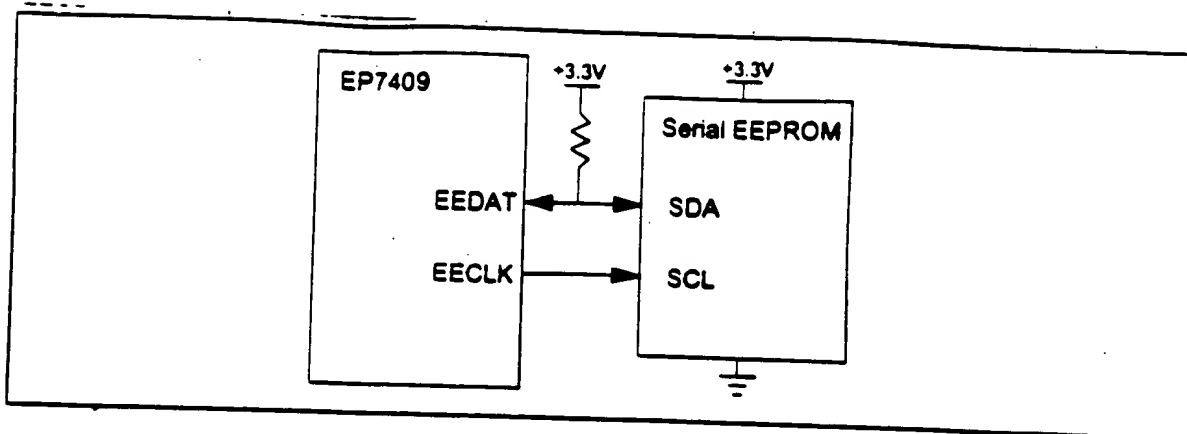 +3.3V
+3.3V
EP7409
Serial EEPROM
EEDAT
SDA
EECLK
SCL